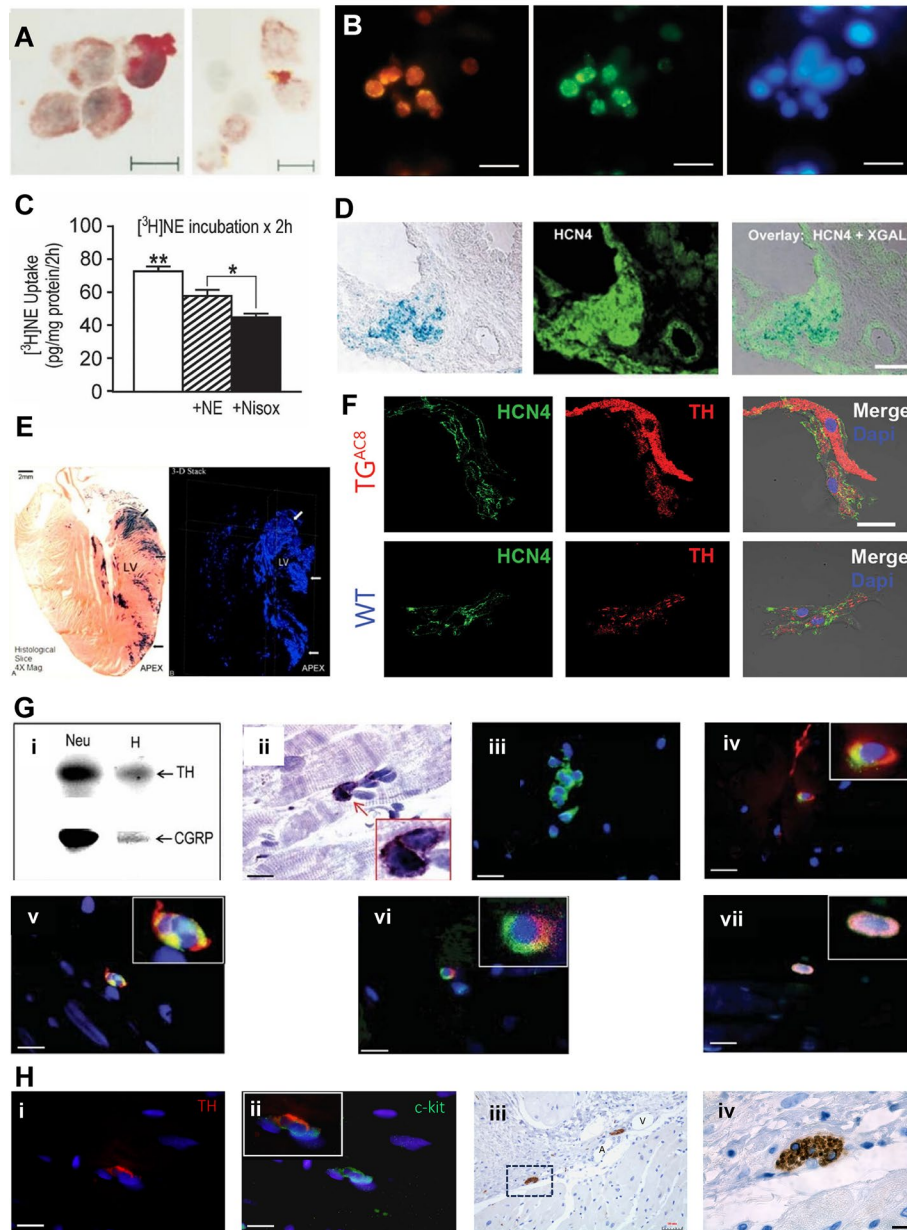 A
B
C
[³H]NE incubation x 2h
100
80
60
40
20
0
[³H]NE Uptake
(pg/mg protein/2h)
**
*
+NE
+Nisox
D
HCN4
Overlay: HCN4 + XGAL
E
2mm
LV
Histological
Slice
4X Mag
A
APEX
3-D Stack
LV
B
APEX
F
TGAC8
HCN4
TH
Merge
Dapi
WT
HCN4
TH
Merge
Dapi
G
i
Neu
H
TH
CGRP
ii
iii
iv
v
vi
vii
H
i
TH
ii
c-kit
iii
V
A
iv